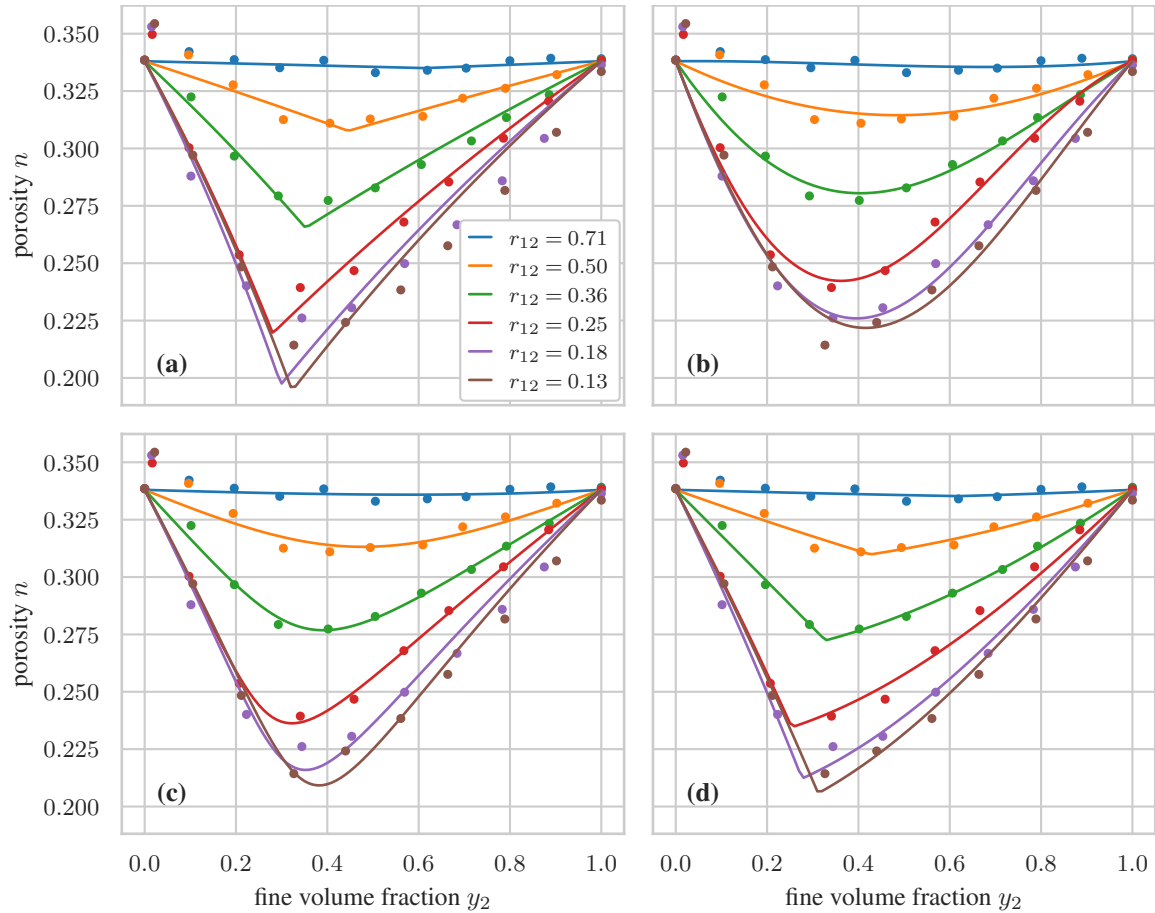 0.350
0.325
0.300
0.275
0.250
0.225
0.200
porosity n
(a)
r12 = 0.71
r12 = 0.50
r12 = 0.36
r12 = 0.25
r12 = 0.18
r12 = 0.13
(b)
0.350
0.325
0.300
0.275
0.250
0.225
0.200
porosity n
(c)
(d)
0.0 0.2 0.4 0.6 0.8 1.0
fine volume fraction y2
0.0 0.2 0.4 0.6 0.8 1.0
fine volume fraction y2